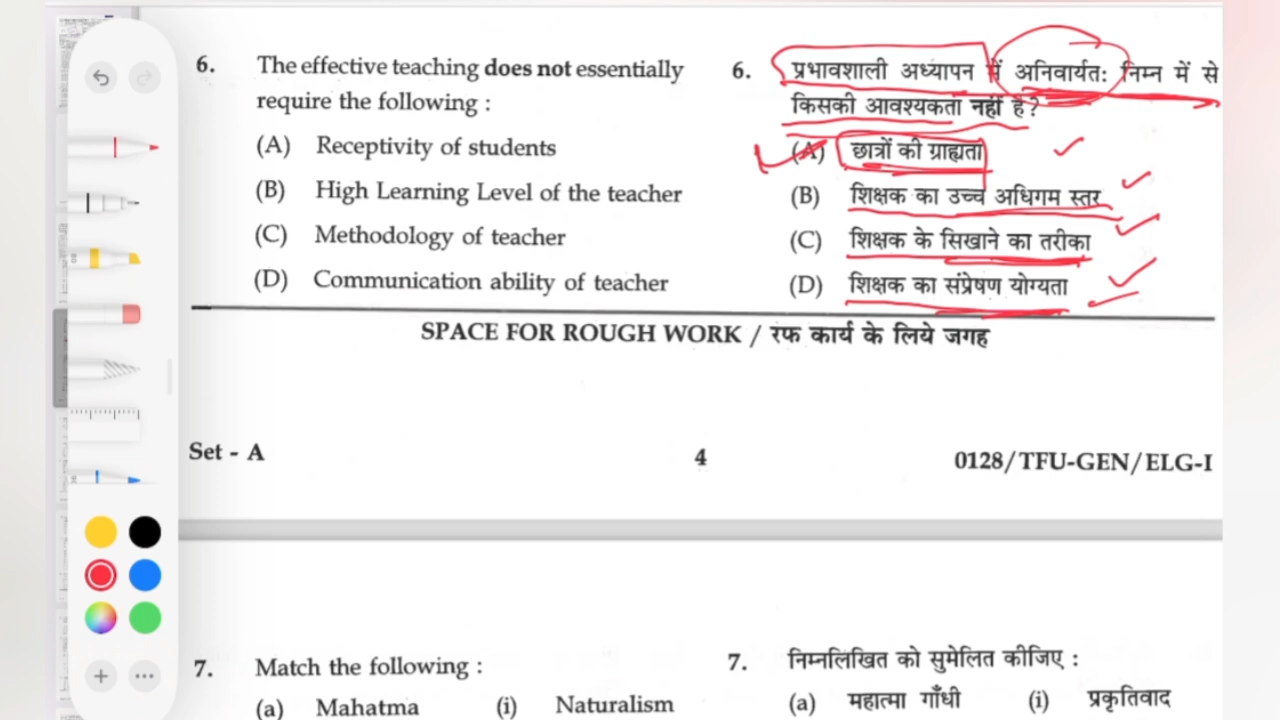 6. The effective teaching does not essentially
require the following :
(A) Receptivity of students
(B) High Learning Level of the teacher
(C) Methodology of teacher
(D) Communication ability of teacher
6. प्रभावशाली अध्यापन में अनिवार्यतः निम्न में से
किसकी आवश्यकता नहीं है?
(A) छात्रों की ग्राह्यता
(B) शिक्षक का उच्च अधिगम स्तर
(C) शिक्षक के सिखाने का तरीका
(D) शिक्षक का संप्रेषण योग्यता
SPACE FOR ROUGH WORK / रफ कार्य के लिये जगह
Set - A 4 0128/TFU-GEN/ELG-I
7. Match the following :
(a) Mahatma (i) Naturalism
7. निम्नलिखित को सुमेलित कीजिए :
(a) महात्मा गाँधी (i) प्रकृतिवाद